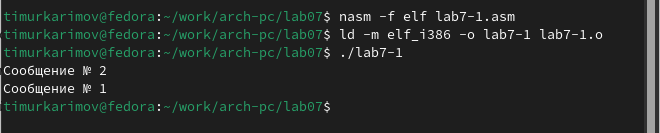 timurkarimov@fedora:~/work/arch-pc/lab07$ nasm -f elf lab7-1.asm
timurkarimov@fedora:~/work/arch-pc/lab07$ ld -m elf_i386 -o lab7-1 lab7-1.o
timurkarimov@fedora:~/work/arch-pc/lab07$ ./lab7-1
Сообщение № 2
Сообщение № 1
timurkarimov@fedora:~/work/arch-pc/lab07$